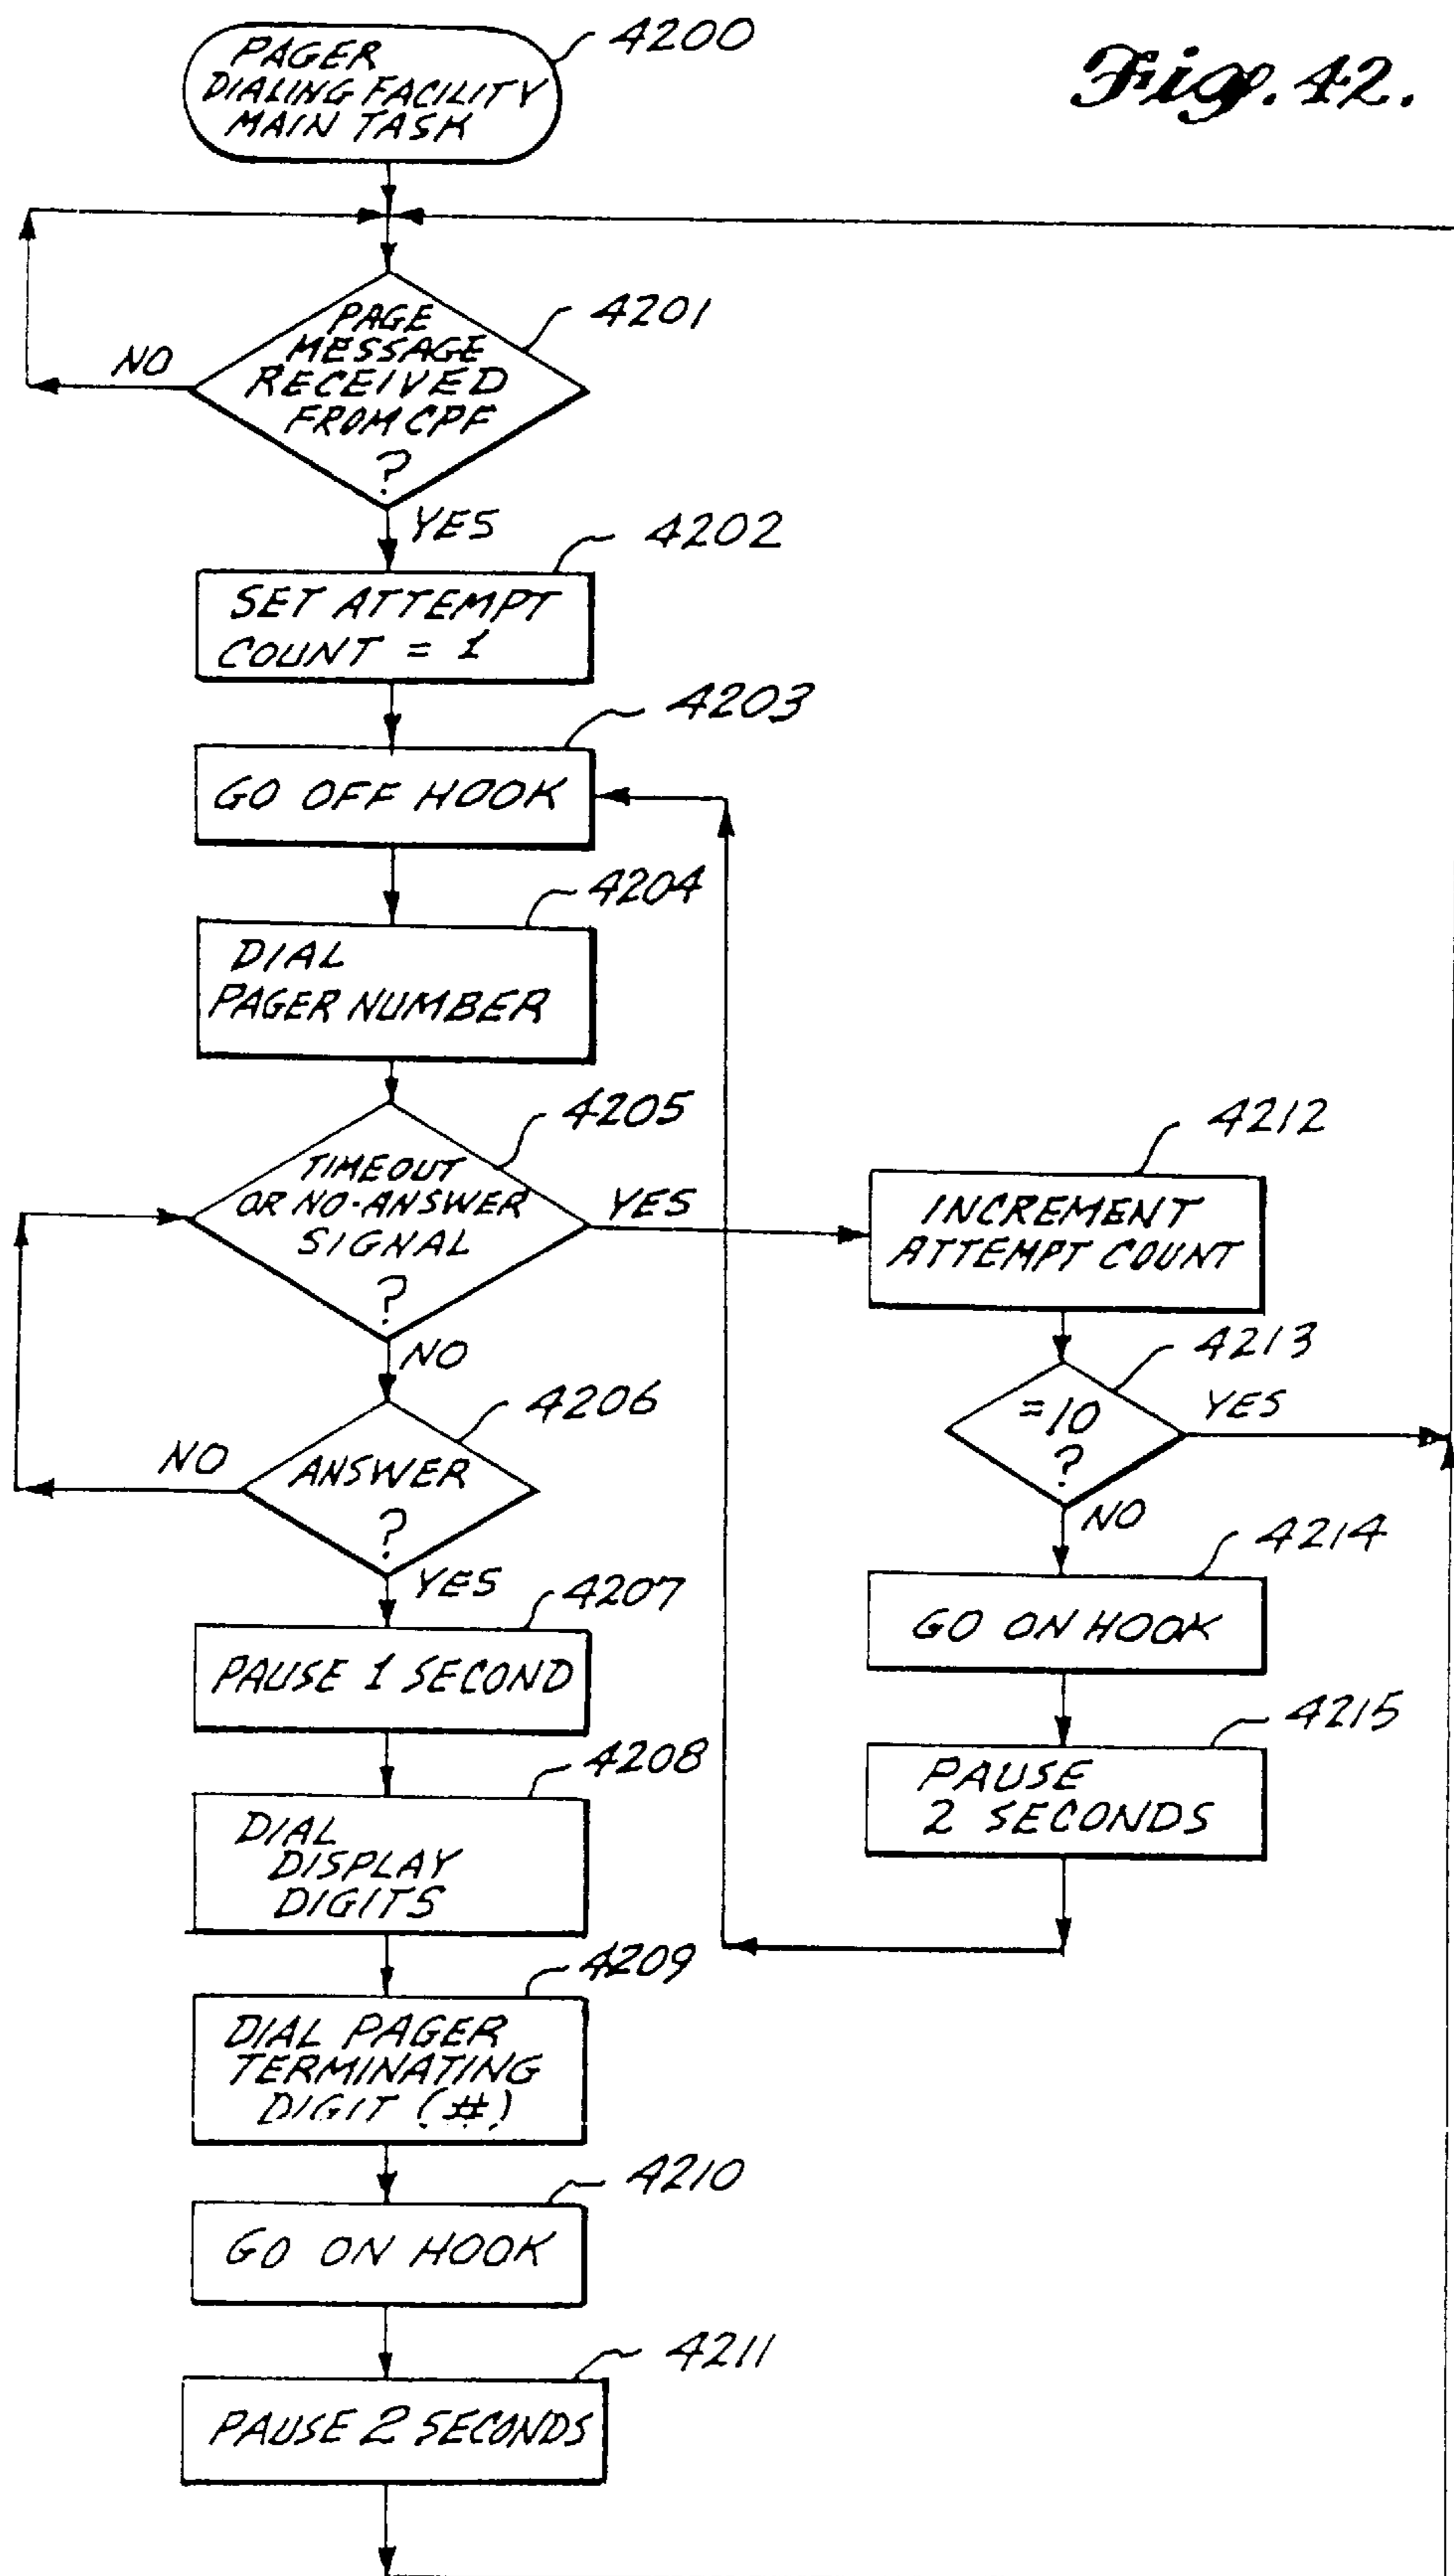 4200
Fig. 42.
PAGER
DIALING FACILITY
MAIN TASK
4201
PAGE
MESSAGE
RECEIVED
FROM CPF
?
NO
YES
4202
SET ATTEMPT
COUNT = 1
4203
GO OFF HOOK
4204
DIAL
PAGER NUMBER
4205
TIMEOUT
OR NO-ANSWER
SIGNAL
?
YES
NO
4206
ANSWER
?
NO
YES
4207
PAUSE 1 SECOND
4208
DIAL
DISPLAY
DIGITS
4209
DIAL PAGER
TERMINATING
DIGIT (#)
4210
GO ON HOOK
4211
PAUSE 2 SECONDS
4212
INCREMENT
ATTEMPT COUNT
4213
=10
?
YES
NO
4214
GO ON HOOK
4215
PAUSE
2 SECONDS